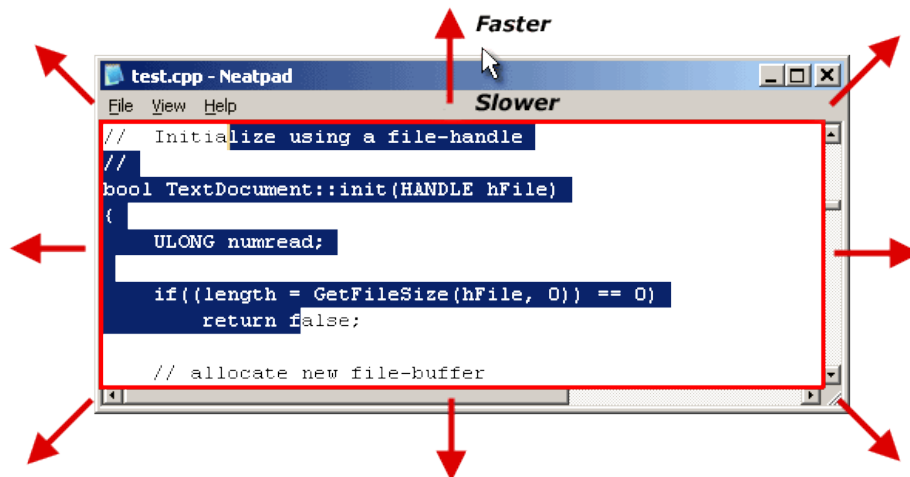 Faster
test.cpp - Neatpad
File View Help
Slower
// Initialize using a file-handle
//
bool TextDocument::init(HANDLE hFile)
{
ULONG numread;
if((length = GetFileSize(hFile, 0)) == 0)
return false;
// allocate new file-buffer